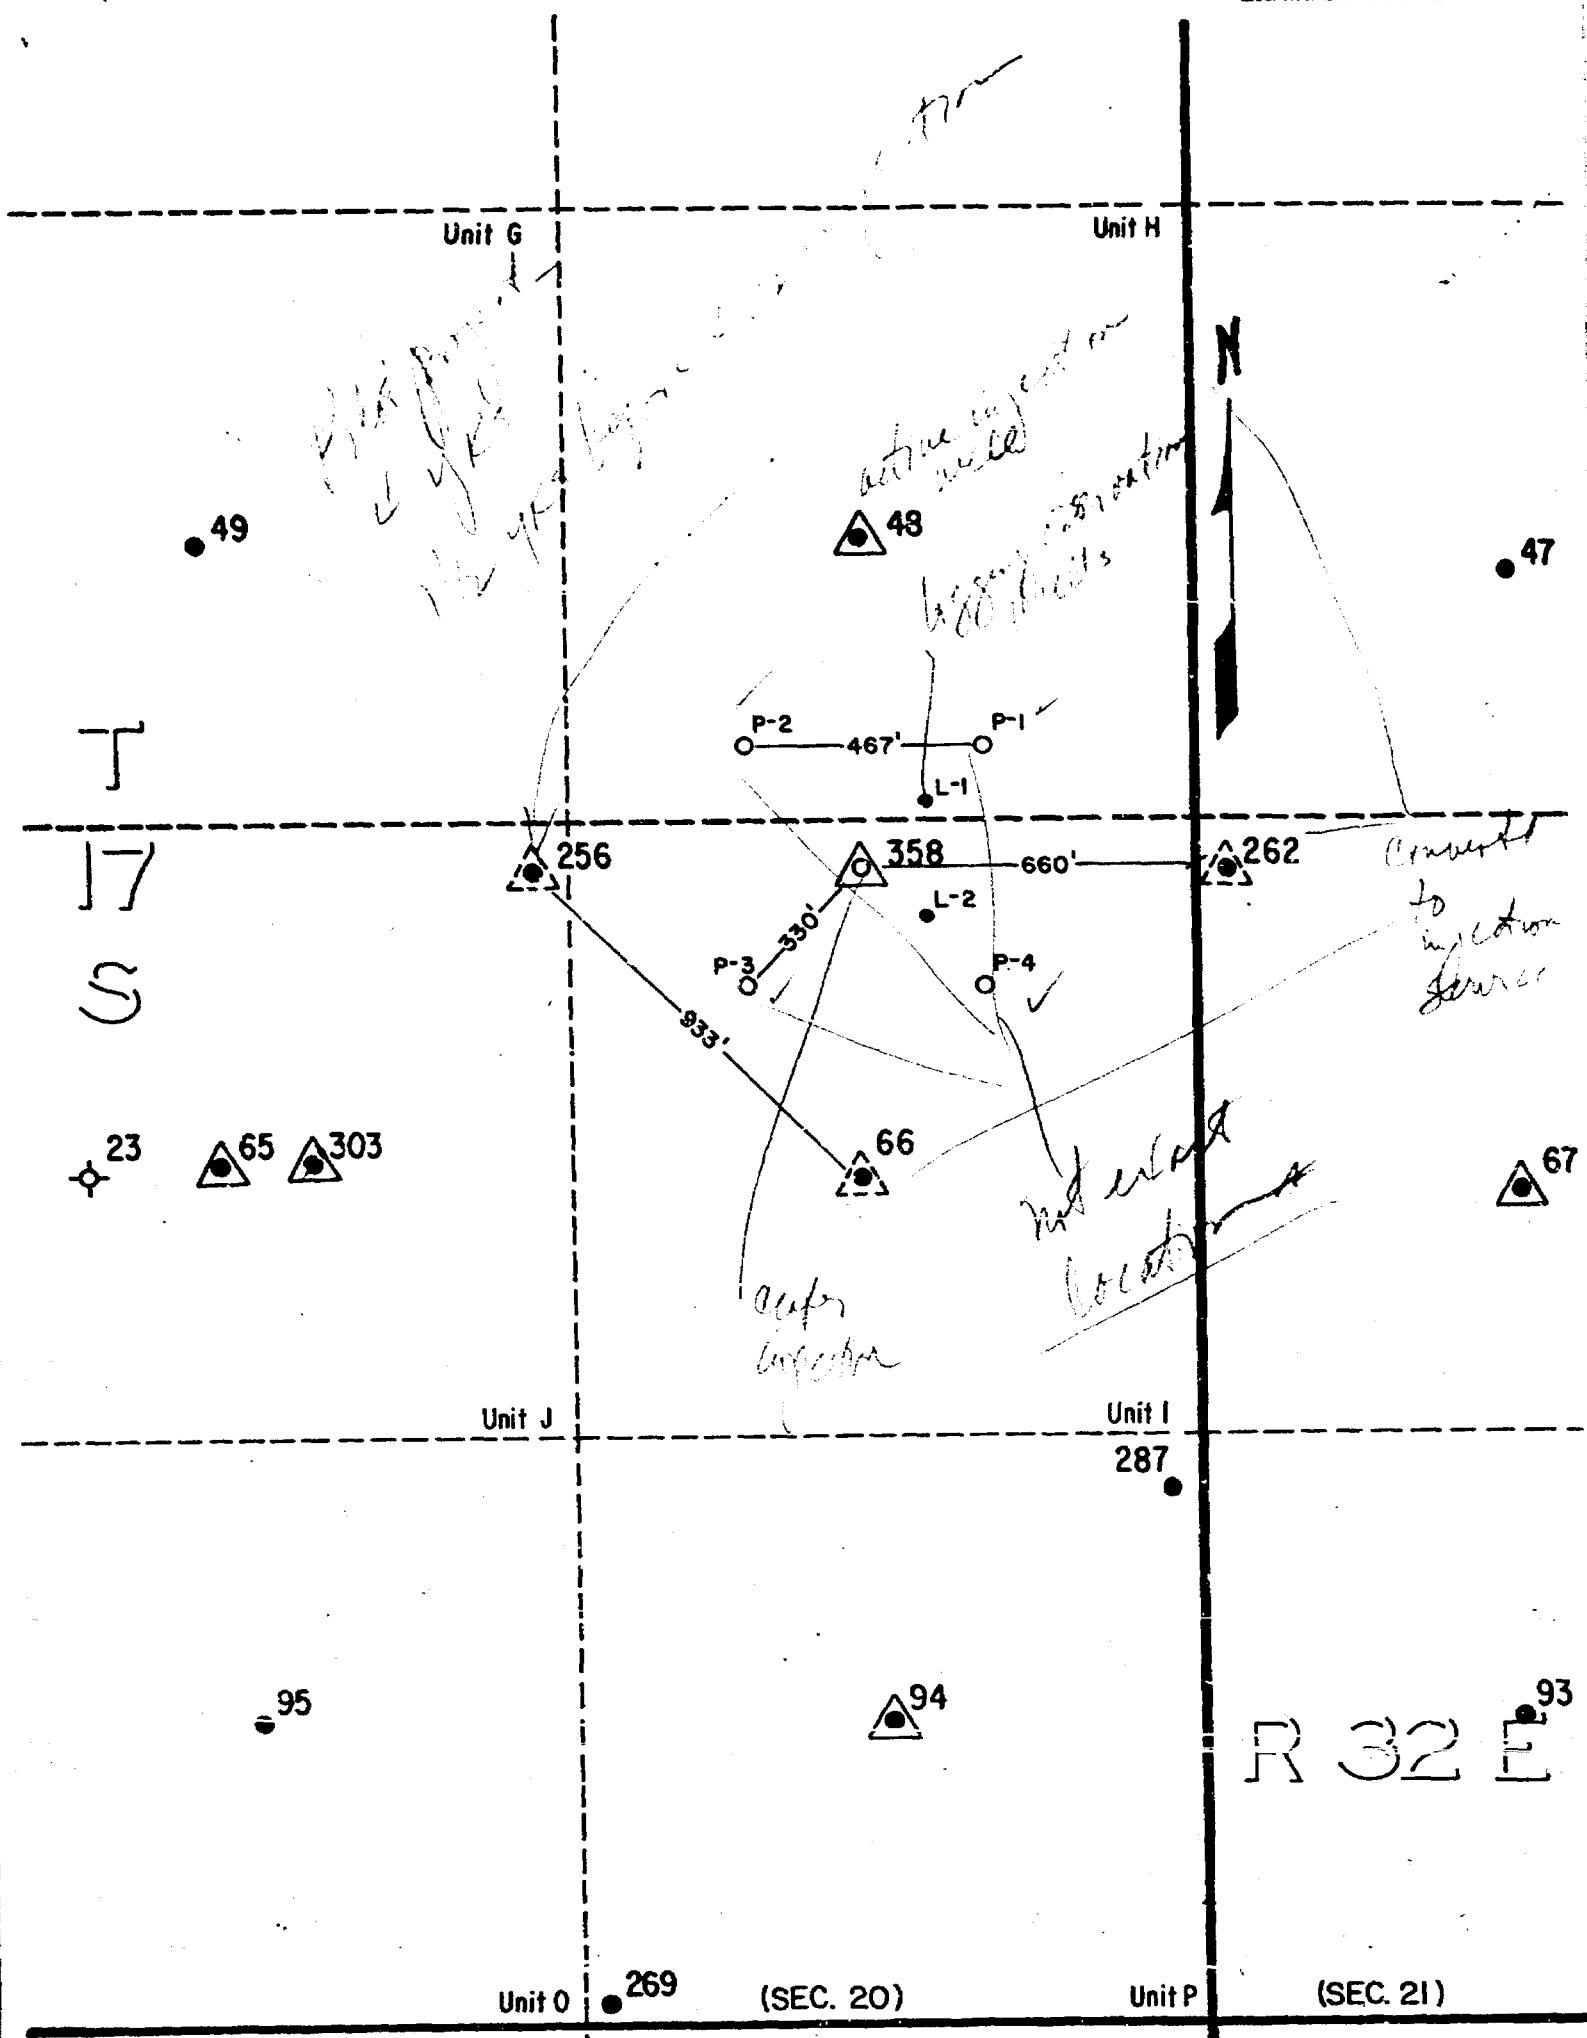 Unit G
Unit H
N
active injection
well
49
48
47
P-2
467'
P-1
L-1
T
17
S
256
358
660'
262
converted
to
injection
service
L-2
330'
P-3
P-4
933'
23
65
303
66
67
not exact
location
injection
Unit J
Unit I
287
95
94
93
R 32 E
Unit O
269
(SEC. 20)
Unit P
(SEC. 21)